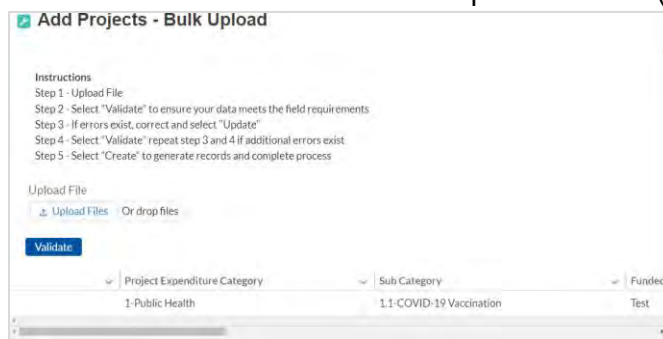 Add Projects - Bulk Upload
Instructions
Step 1 - Upload File
Step 2 - Select "Validate" to ensure your data meets the field requirements
Step 3 - If errors exist, correct and select "Update"
Step 4 - Select "Validate" repeat step 3 and 4 if additional errors exist
Step 5 - Select "Create" to generate records and complete process
Upload File
Upload Files Or drop files
Validate
Project Expenditure Category Sub Category Funded
1-Public Health 1.1-COVID-19 Vaccination Test